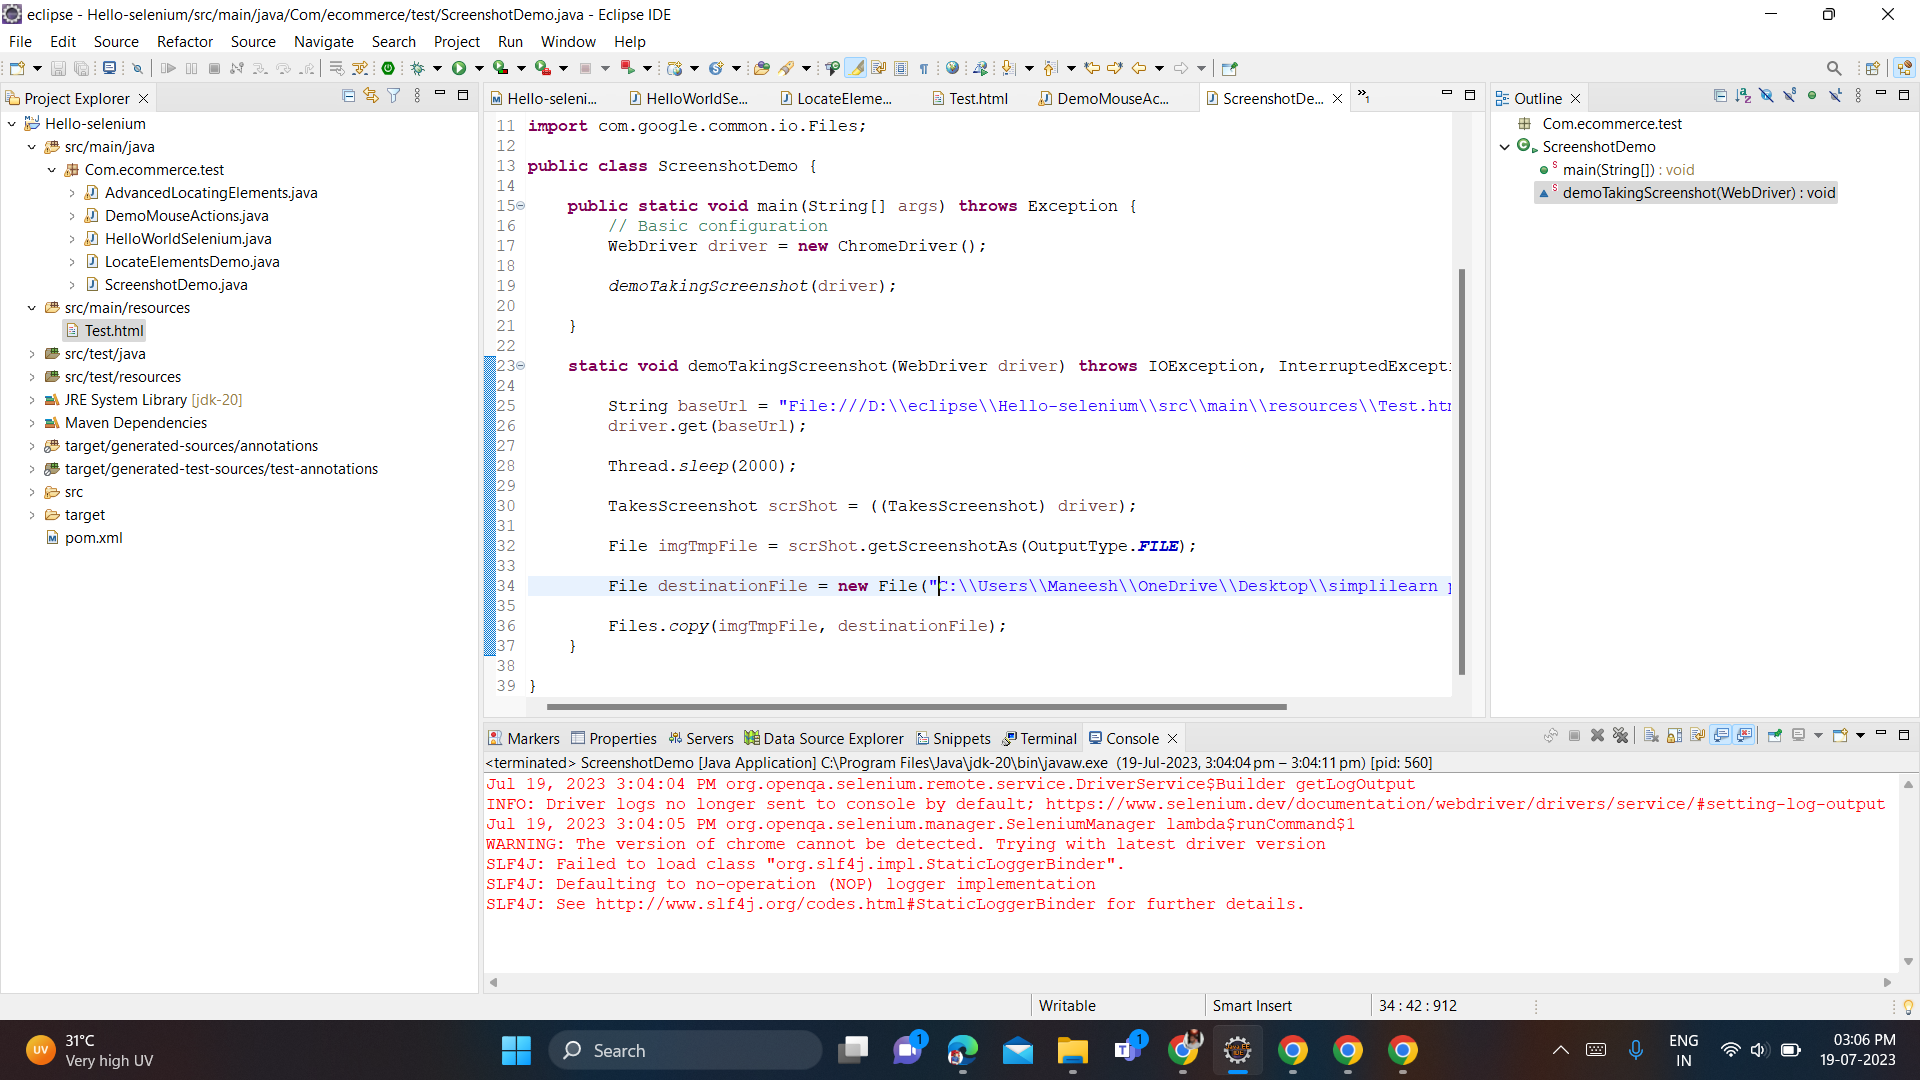 eclipse - Hello-selenium/src/main/java/Com/ecommerce/test/ScreenshotDemo.java - Eclipse IDE
File Edit Source Refactor Source Navigate Search Project Run Window Help
Project Explorer
Hello-selenium
src/main/java
Com.ecommerce.test
AdvancedLocatingElements.java
DemoMouseActions.java
HelloWorldSelenium.java
LocateElementsDemo.java
ScreenshotDemo.java
src/main/resources
Test.html
src/test/java
src/test/resources
JRE System Library [jdk-20]
Maven Dependencies
target/generated-sources/annotations
target/generated-test-sources/test-annotations
src
target
pom.xml
Hello-seleni... HelloWorldSe... LocateEleme... Test.html DemoMouseAc... ScreenshotDe... »1
11 import com.google.common.io.Files;
12
13 public class ScreenshotDemo {
14
15 public static void main(String[] args) throws Exception {
16 // Basic configuration
17 WebDriver driver = new ChromeDriver();
18
19 demoTakingScreenshot(driver);
20
21 }
22
23 static void demoTakingScreenshot(WebDriver driver) throws IOException, InterruptedExcepti
24
25 String baseUrl = "File:///D:\\eclipse\\Hello-selenium\\src\\main\\resources\\Test.htm
26 driver.get(baseUrl);
27
28 Thread.sleep(2000);
29
30 TakesScreenshot scrShot = ((TakesScreenshot) driver);
31
32 File imgTmpFile = scrShot.getScreenshotAs(OutputType.FILE);
33
34 File destinationFile = new File("C:\\Users\\Maneesh\\OneDrive\\Desktop\\simplilearn p
35
36 Files.copy(imgTmpFile, destinationFile);
37 }
38
39 }
Outline
Com.ecommerce.test
ScreenshotDemo
main(String[]) : void
demoTakingScreenshot(WebDriver) : void
Markers Properties Servers Data Source Explorer Snippets Terminal Console
<terminated> ScreenshotDemo [Java Application] C:\Program Files\Java\jdk-20\bin\javaw.exe (19-Jul-2023, 3:04:04 pm – 3:04:11 pm) [pid: 560]
Jul 19, 2023 3:04:04 PM org.openqa.selenium.remote.service.DriverService$Builder getLogOutput
INFO: Driver logs no longer sent to console by default; https://www.selenium.dev/documentation/webdriver/drivers/service/#setting-log-output
Jul 19, 2023 3:04:05 PM org.openqa.selenium.manager.SeleniumManager lambda$runCommand$1
WARNING: The version of chrome cannot be detected. Trying with latest driver version
SLF4J: Failed to load class "org.slf4j.impl.StaticLoggerBinder".
SLF4J: Defaulting to no-operation (NOP) logger implementation
SLF4J: See http://www.slf4j.org/codes.html#StaticLoggerBinder for further details.
Writable Smart Insert 34 : 42 : 912
UV 31°C
Very high UV
Search
1
1
ENG
IN
03:06 PM
19-07-2023